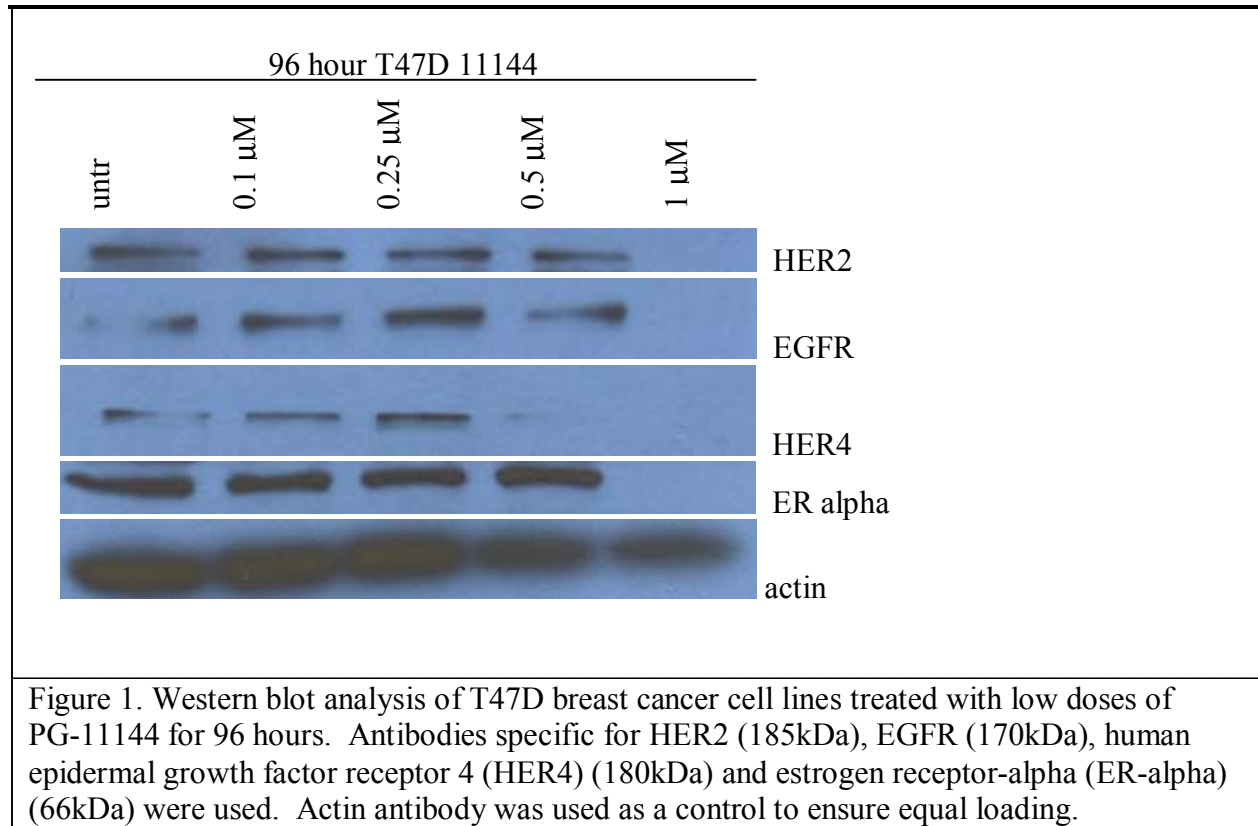 96 hour T47D 11144
untr
0.1 µM
0.25 µM
0.5 µM
1 µM
HER2
EGFR
HER4
ER alpha
actin
Figure 1. Western blot analysis of T47D breast cancer cell lines treated with low doses of
PG-11144 for 96 hours. Antibodies specific for HER2 (185kDa), EGFR (170kDa), human
epidermal growth factor receptor 4 (HER4) (180kDa) and estrogen receptor-alpha (ER-alpha)
(66kDa) were used. Actin antibody was used as a control to ensure equal loading.